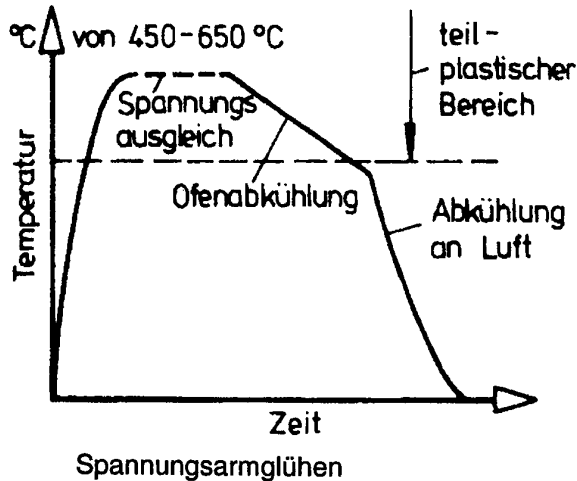 °C von 450-650 °C
teil-
plastischer
Bereich
Spannungs
ausgleich
Ofenabkühlung
Abkühlung
an Luft
Temperatur
Zeit
Spannungsarmglühen